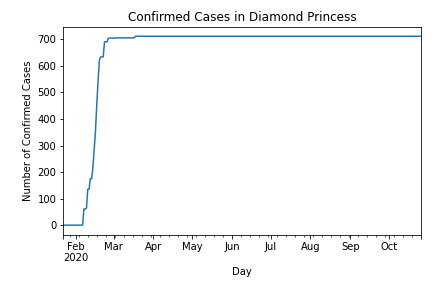 Confirmed Cases in Diamond Princess
Number of Confirmed Cases
700
600
500
400
300
200
100
0
Feb Mar Apr May Jun Jul Aug Sep Oct
2020
Day